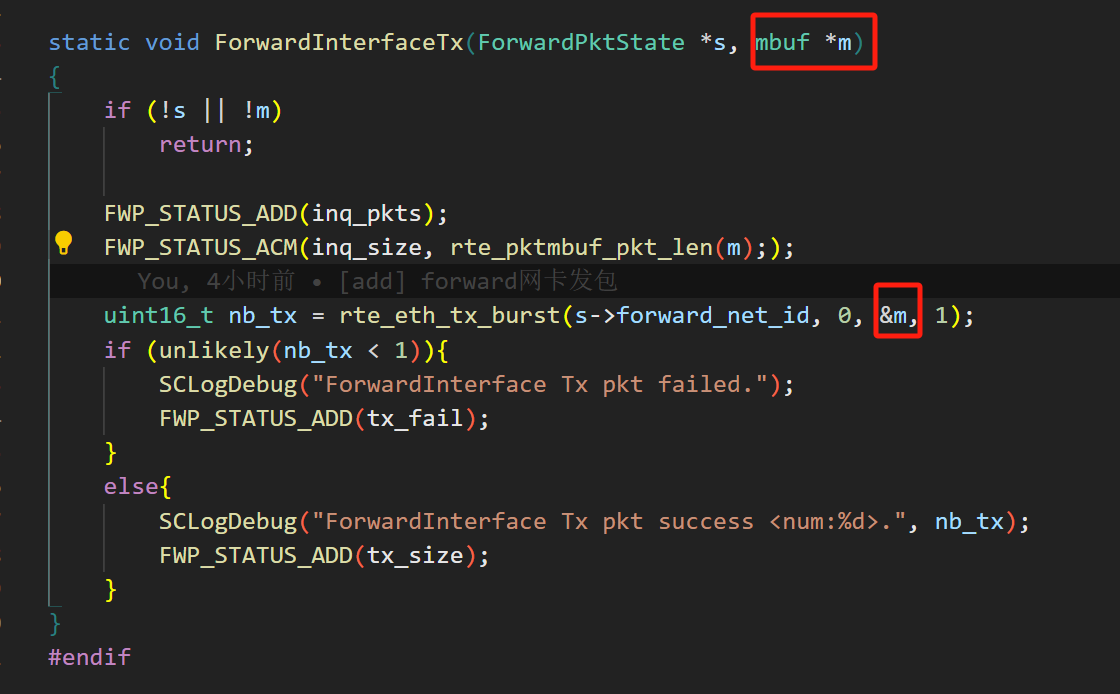 static void ForwardInterfaceTx(ForwardPktState *s, mbuf *m)
{
if (!s || !m)
return;
FWP_STATUS_ADD(inq_pkts);
FWP_STATUS_ACM(inq_size, rte_pktmbuf_pkt_len(m););
You, 4小时前 • [add] forward网卡发包
uint16_t nb_tx = rte_eth_tx_burst(s->forward_net_id, 0, &m, 1);
if (unlikely(nb_tx < 1)){
SCLogDebug("ForwardInterface Tx pkt failed.");
FWP_STATUS_ADD(tx_fail);
}
else{
SCLogDebug("ForwardInterface Tx pkt success <num:%d>.", nb_tx);
FWP_STATUS_ADD(tx_size);
}
}
#endif